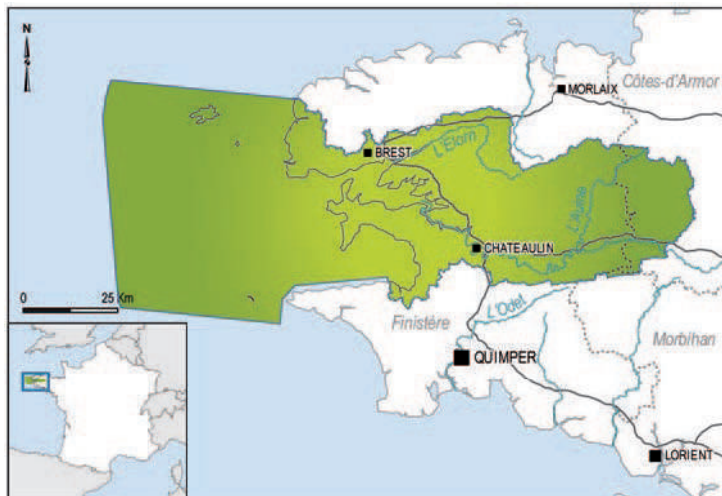 N
MORLAIX
Côtes-d'Armor
BREST
L'Elorn
L'Aulne
CHATEAULIN
0 25 Km
Finistère
L'Odet
Morbihan
QUIMPER
LORIENT